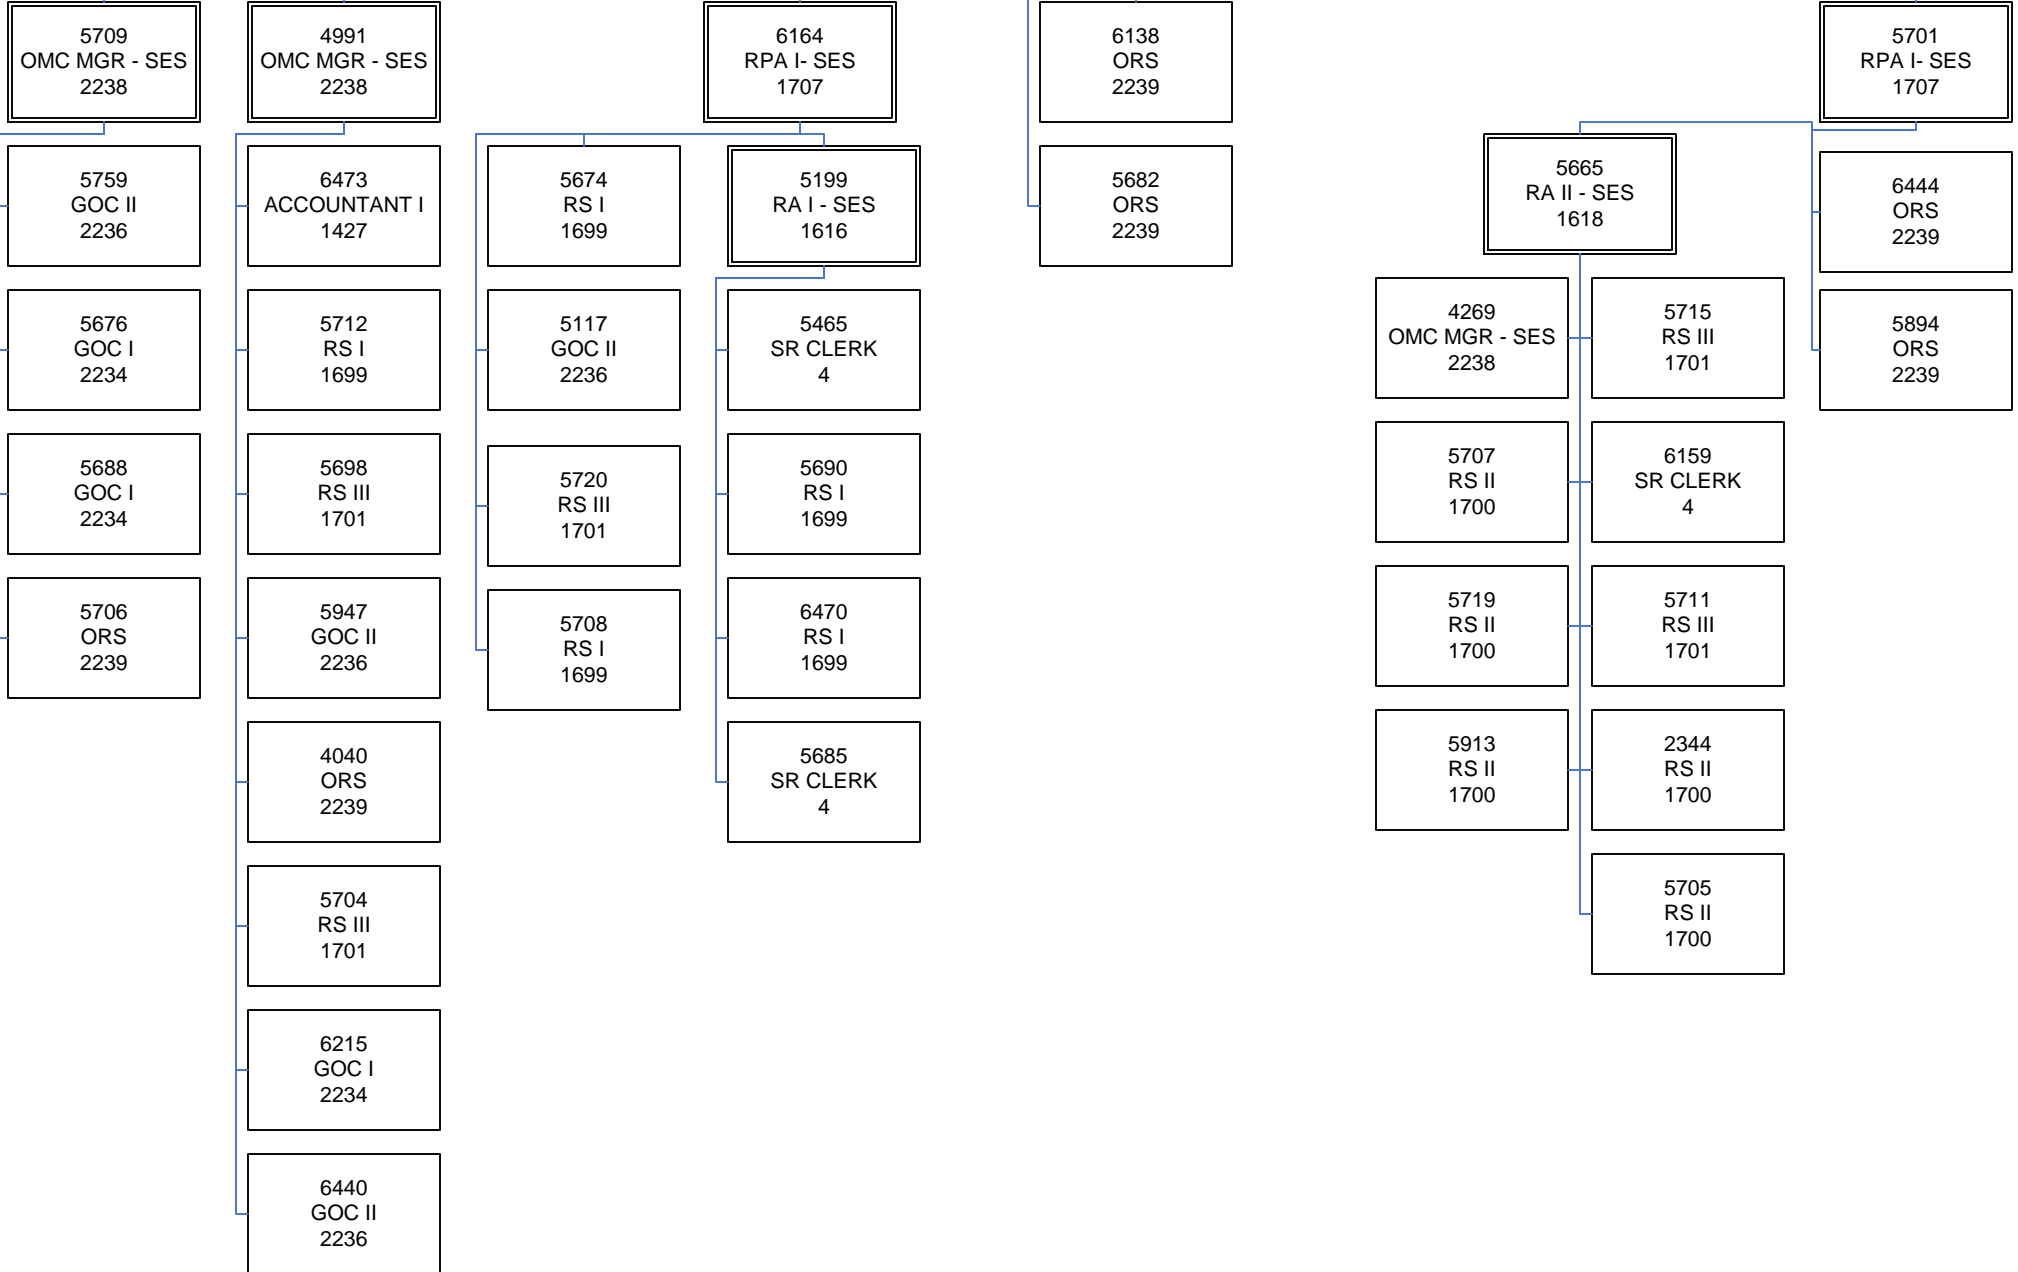 5709
OMC MGR - SES
2238
4991
OMC MGR - SES
2238
6164
RPA I- SES
1707
6138
ORS
2239
5701
RPA I- SES
1707
5759
GOC II
2236
6473
ACCOUNTANT I
1427
5674
RS I
1699
5199
RA I - SES
1616
5682
ORS
2239
5665
RA II - SES
1618
6444
ORS
2239
5676
GOC I
2234
5712
RS I
1699
5117
GOC II
2236
5465
SR CLERK
4
4269
OMC MGR - SES
2238
5715
RS III
1701
5894
ORS
2239
5688
GOC I
2234
5698
RS III
1701
5720
RS III
1701
5690
RS I
1699
5707
RS II
1700
6159
SR CLERK
4
5706
ORS
2239
5947
GOC II
2236
5708
RS I
1699
6470
RS I
1699
5719
RS II
1700
5711
RS III
1701
4040
ORS
2239
5685
SR CLERK
4
5913
RS II
1700
2344
RS II
1700
5704
RS III
1701
5705
RS II
1700
6215
GOC I
2234
6440
GOC II
2236